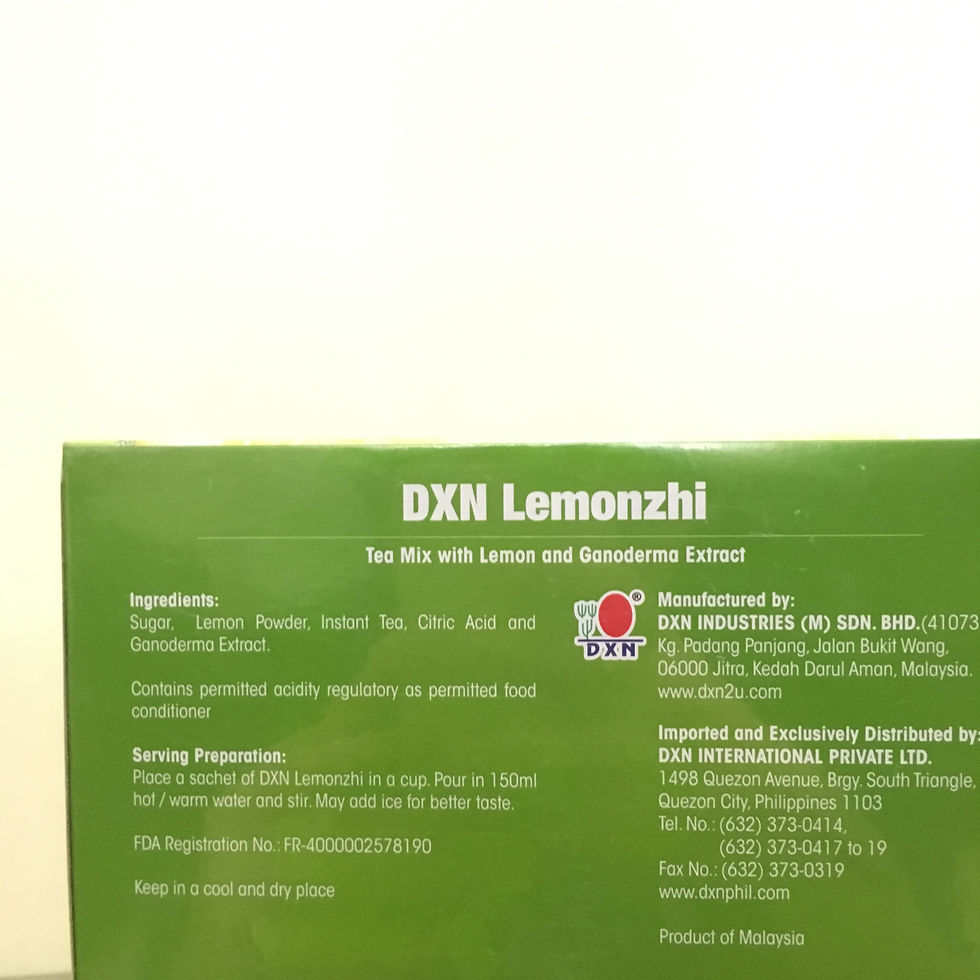 DXN Lemonzhi
Tea Mix with Lemon and Ganoderma Extract
Ingredients:
Sugar, Lemon Powder, Instant Tea, Citric Acid and
Ganoderma Extract.
Contains permitted acidity regulatory as permitted food
conditioner
Serving Preparation:
Place a sachet of DXN Lemonzhi in a cup. Pour in 150ml
hot / warm water and stir. May add ice for better taste.
FDA Registration No.: FR-4000002578190
Keep in a cool and dry place
®
DXN
Manufactured by:
DXN INDUSTRIES (M) SDN. BHD.(41073
Kg. Padang Panjang, Jalan Bukit Wang,
06000 Jitra, Kedah Darul Aman, Malaysia.
www.dxn2u.com
Imported and Exclusively Distributed by:
DXN INTERNATIONAL PRIVATE LTD.
1498 Quezon Avenue, Brgy. South Triangle,
Quezon City, Philippines 1103
Tel. No.: (632) 373-0414,
(632) 373-0417 to 19
Fax No.: (632) 373-0319
www.dxnphil.com
Product of Malaysia